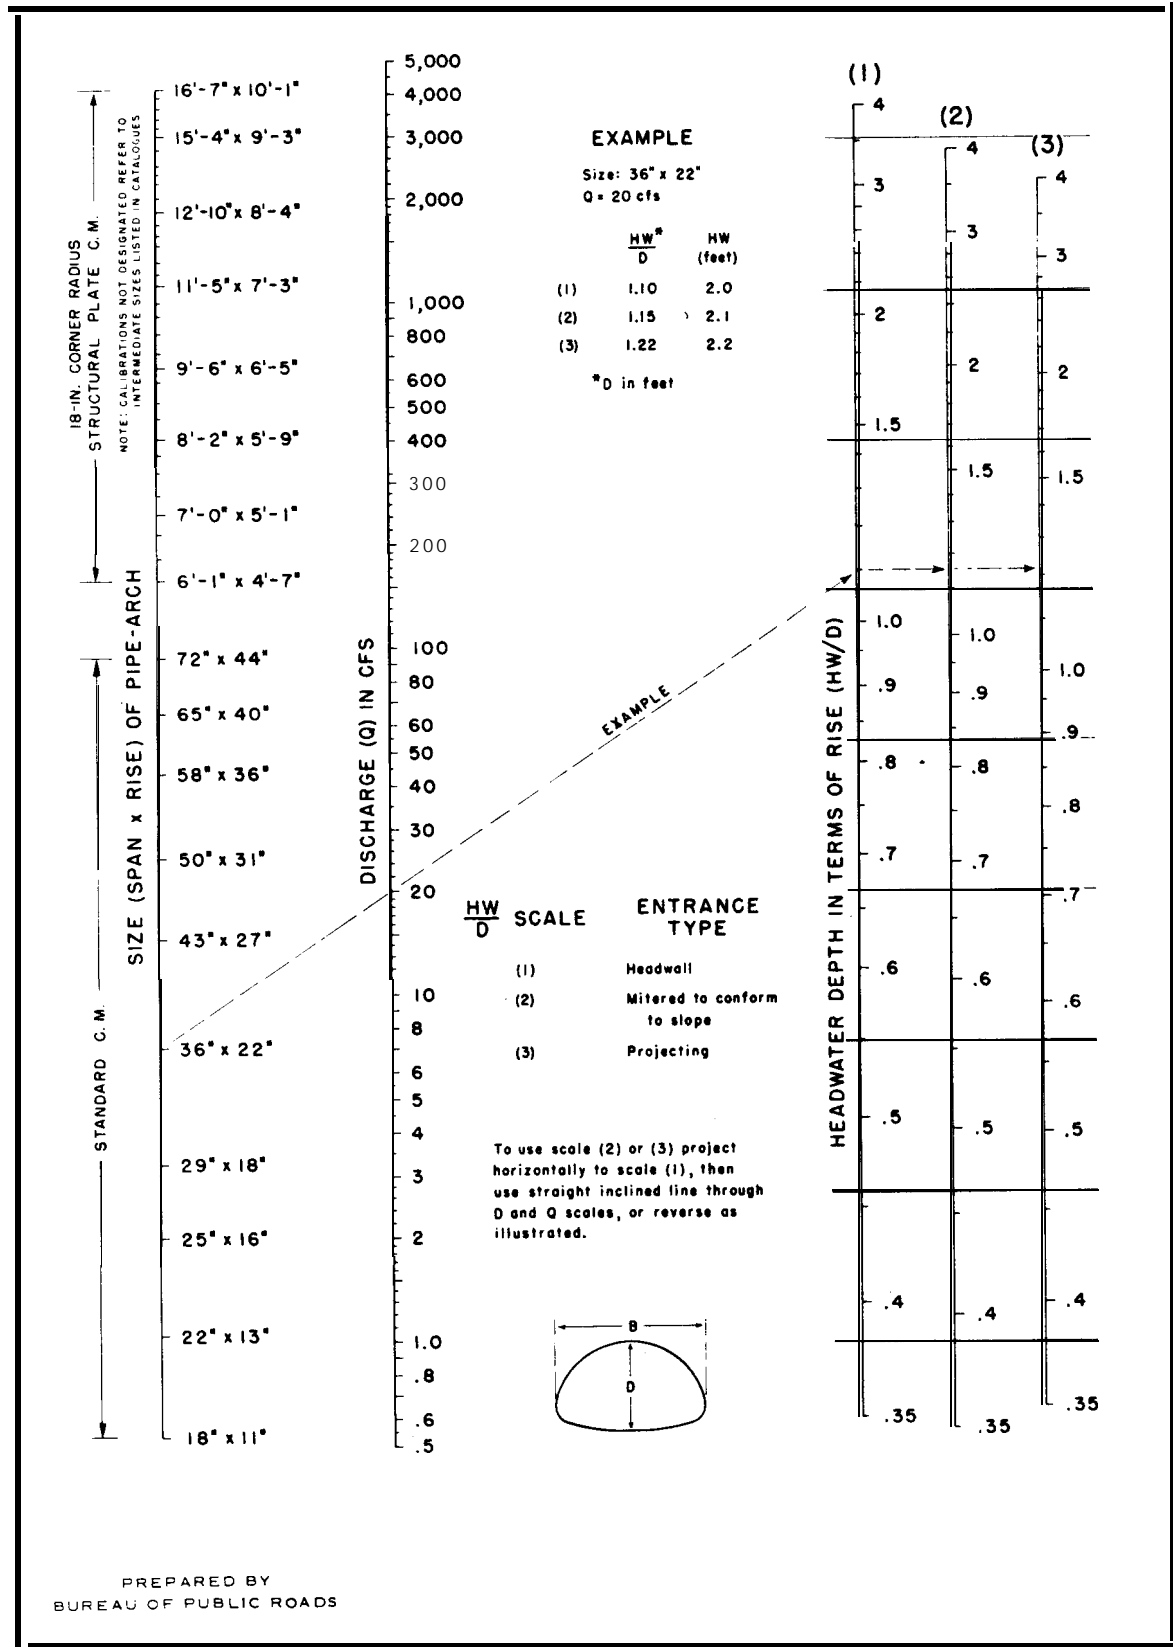 16'-7" x 10'-1"
15'-4" x 9'-3"
12'-10" x 8'-4"
11'-5" x 7'-3"
9'-6" x 6'-5"
8'-2" x 5'-9"
7'-0" x 5'-1"
6'-1" x 4'-7"
72" x 44"
65" x 40"
58" x 36"
50" x 31"
43" x 27"
36" x 22"
29" x 18"
25" x 16"
22" x 13"
18" x 11"
18-IN. CORNER RADIUS
STRUCTURAL PLATE C.M.
NOTE: CALIBRATIONS NOT DESIGNATED REFER TO
INTERMEDIATE SIZES LISTED IN CATALOGUES
STANDARD C. M.
SIZE (SPAN x RISE) OF PIPE-ARCH
5,000
4,000
3,000
2,000
1,000
800
600
500
400
300
200
100
80
60
50
40
30
20
10
8
6
5
4
3
2
1.0
.8
.6
.5
DISCHARGE (Q) IN CFS
EXAMPLE
Size: 36" x 22"
Q = 20 cfs
HW* HW
D (feet)
(1) 1.10 2.0
(2) 1.15 2.1
(3) 1.22 2.2
*D in feet
EXAMPLE
HW/D SCALE ENTRANCE TYPE
(1) Headwall
(2) Mitered to conform
to slope
(3) Projecting
To use scale (2) or (3) project
horizontally to scale (1), then
use straight inclined line through
D and Q scales, or reverse as
illustrated.
B
D
HEADWATER DEPTH IN TERMS OF RISE (HW/D)
(1)
4
3
2
1.5
1.0
.9
.8
.7
.6
.5
.4
.35
(2)
4
3
2
1.5
1.0
.9
.8
.7
.6
.5
.4
.35
(3)
4
3
2
1.5
1.0
.9
.8
.7
.6
.5
.4
.35
PREPARED BY
BUREAU OF PUBLIC ROADS